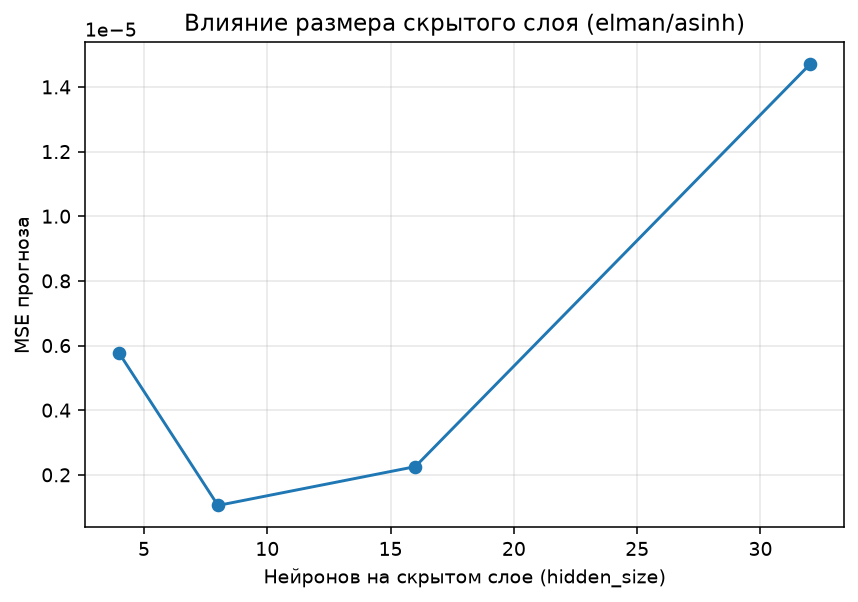 Влияние размера скрытого слоя (elman/asinh)
1e−5
1.4
1.2
1.0
0.8
0.6
0.4
0.2
MSE прогноза
5 10 15 20 25 30
Нейронов на скрытом слое (hidden_size)